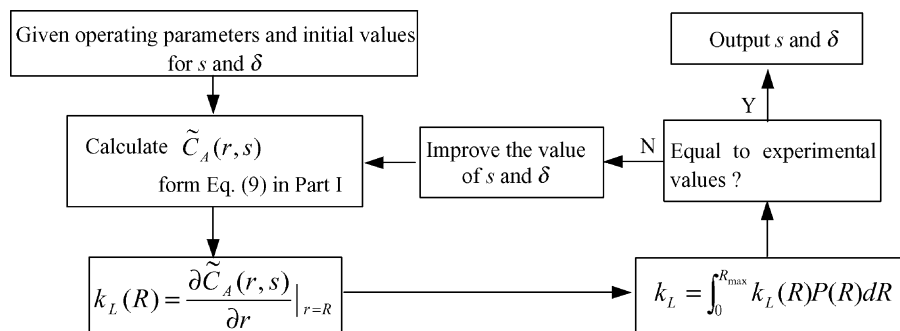 Given operating parameters and initial values
for s and δ
Calculate C̃_A(r,s)
form Eq. (9) in Part I
k_L(R) = ∂C̃_A(r,s)/∂r |_{r=R}
k_L = ∫_0^{R_max} k_L(R)P(R)dR
Equal to experimental
values ?
N
Improve the value
of s and δ
Y
Output s and δ